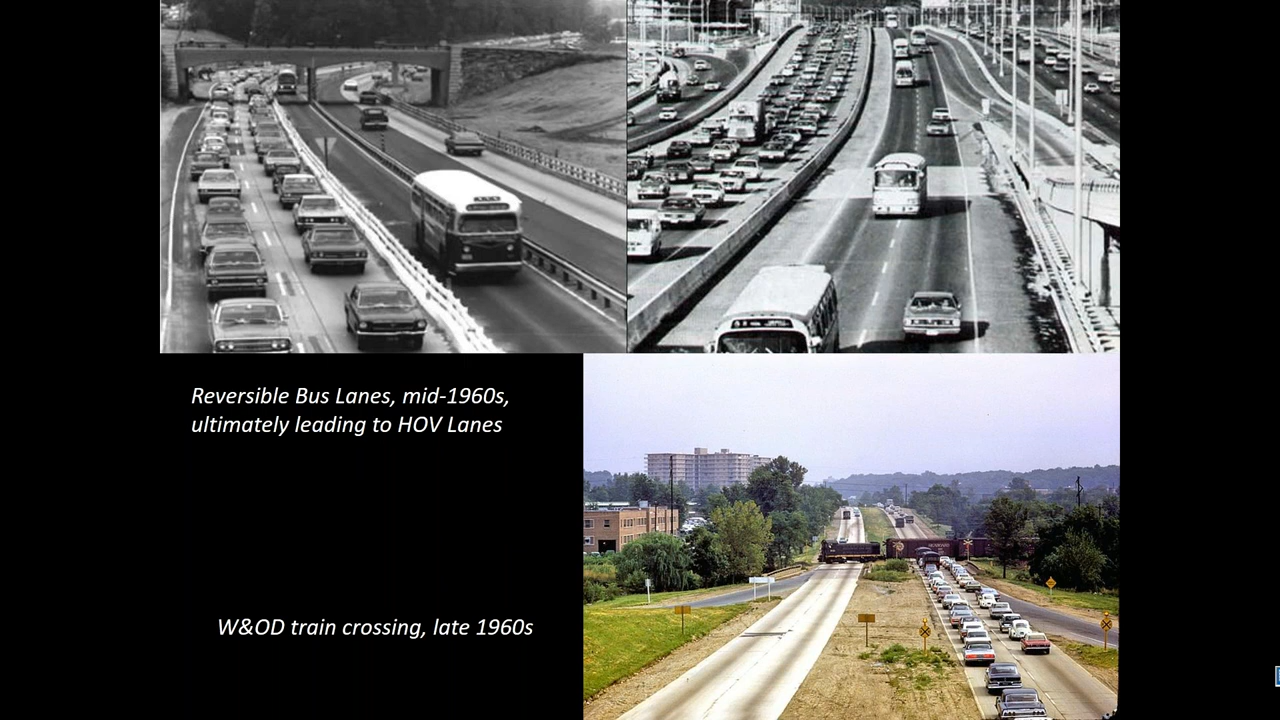 Reversible Bus Lanes, mid-1960s,
ultimately leading to HOV Lanes
W&OD train crossing, late 1960s